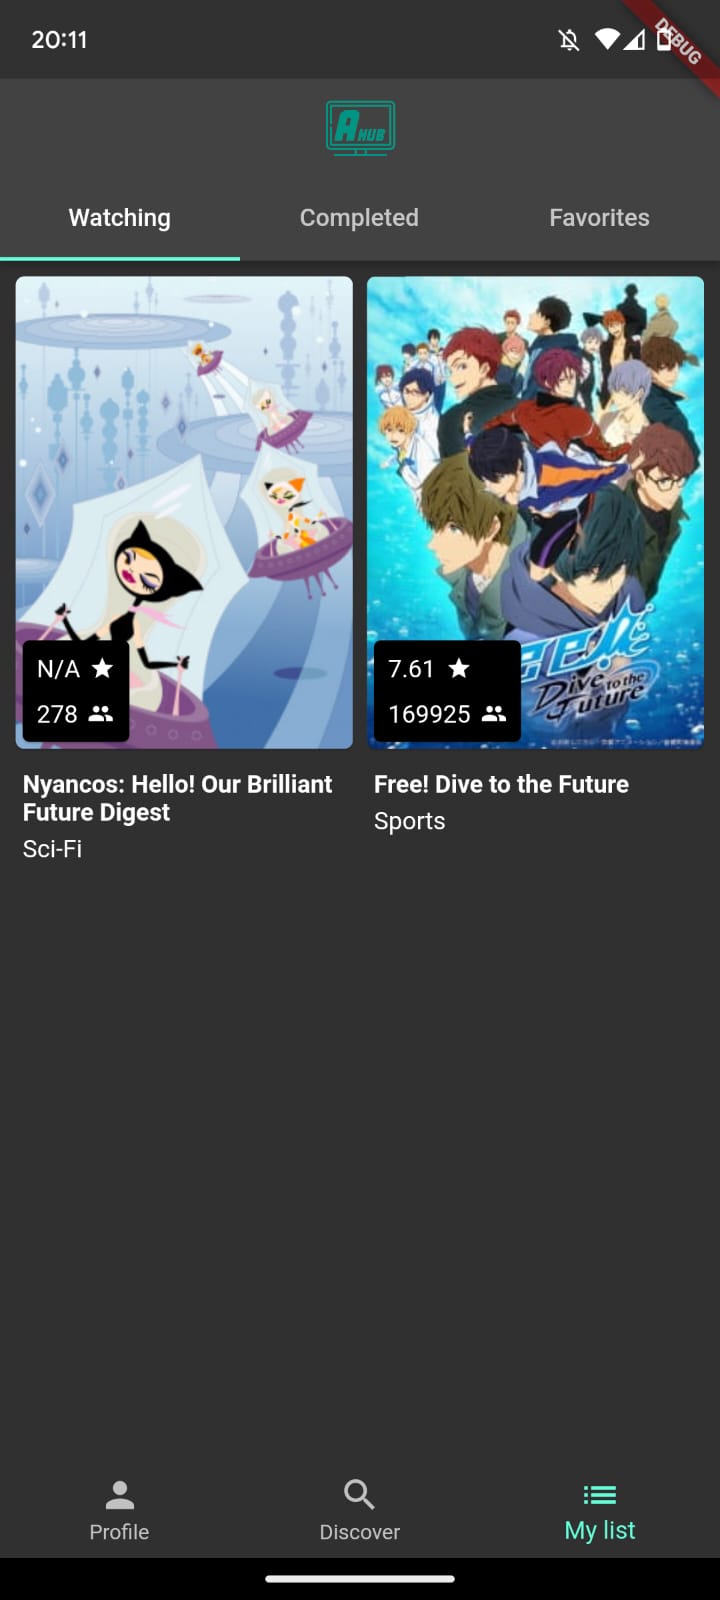 20:11
DEBUG
A HUB
Watching
Completed
Favorites
N/A
278
7.61
169925
Dive to the
Future
Nyancos: Hello! Our Brilliant
Future Digest
Sci-Fi
Free! Dive to the Future
Sports
Profile
Discover
My list